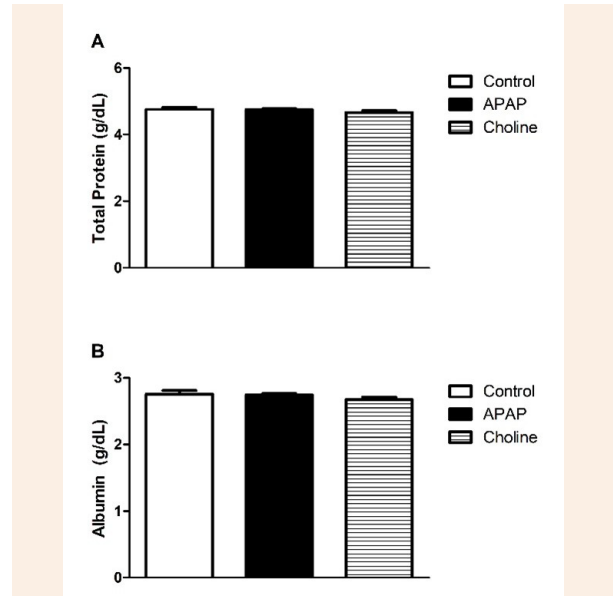 A
Total Protein (g/dL)
6
4
2
0
Control
APAP
Choline
B
Albumin (g/dL)
3
2
1
0
Control
APAP
Choline